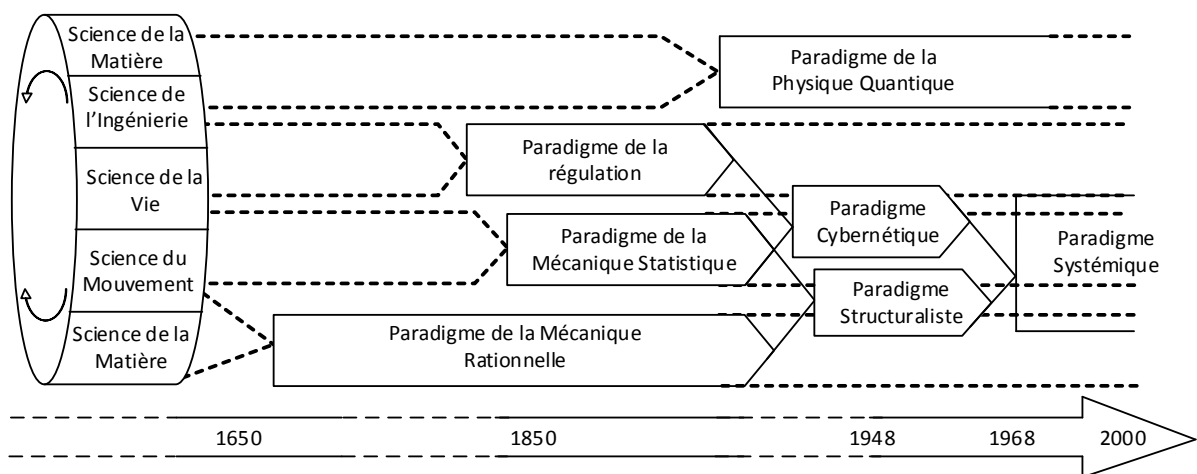 Science de la
Matière
Science de
l'Ingénierie
Science de la
Vie
Science du
Mouvement
Science de la
Matière
Paradigme de la
Physique Quantique
Paradigme de la
régulation
Paradigme de la
Mécanique Statistique
Paradigme de la Mécanique
Rationnelle
Paradigme
Cybernétique
Paradigme
Structuraliste
Paradigme
Systémique
1650
1850
1948
1968
2000